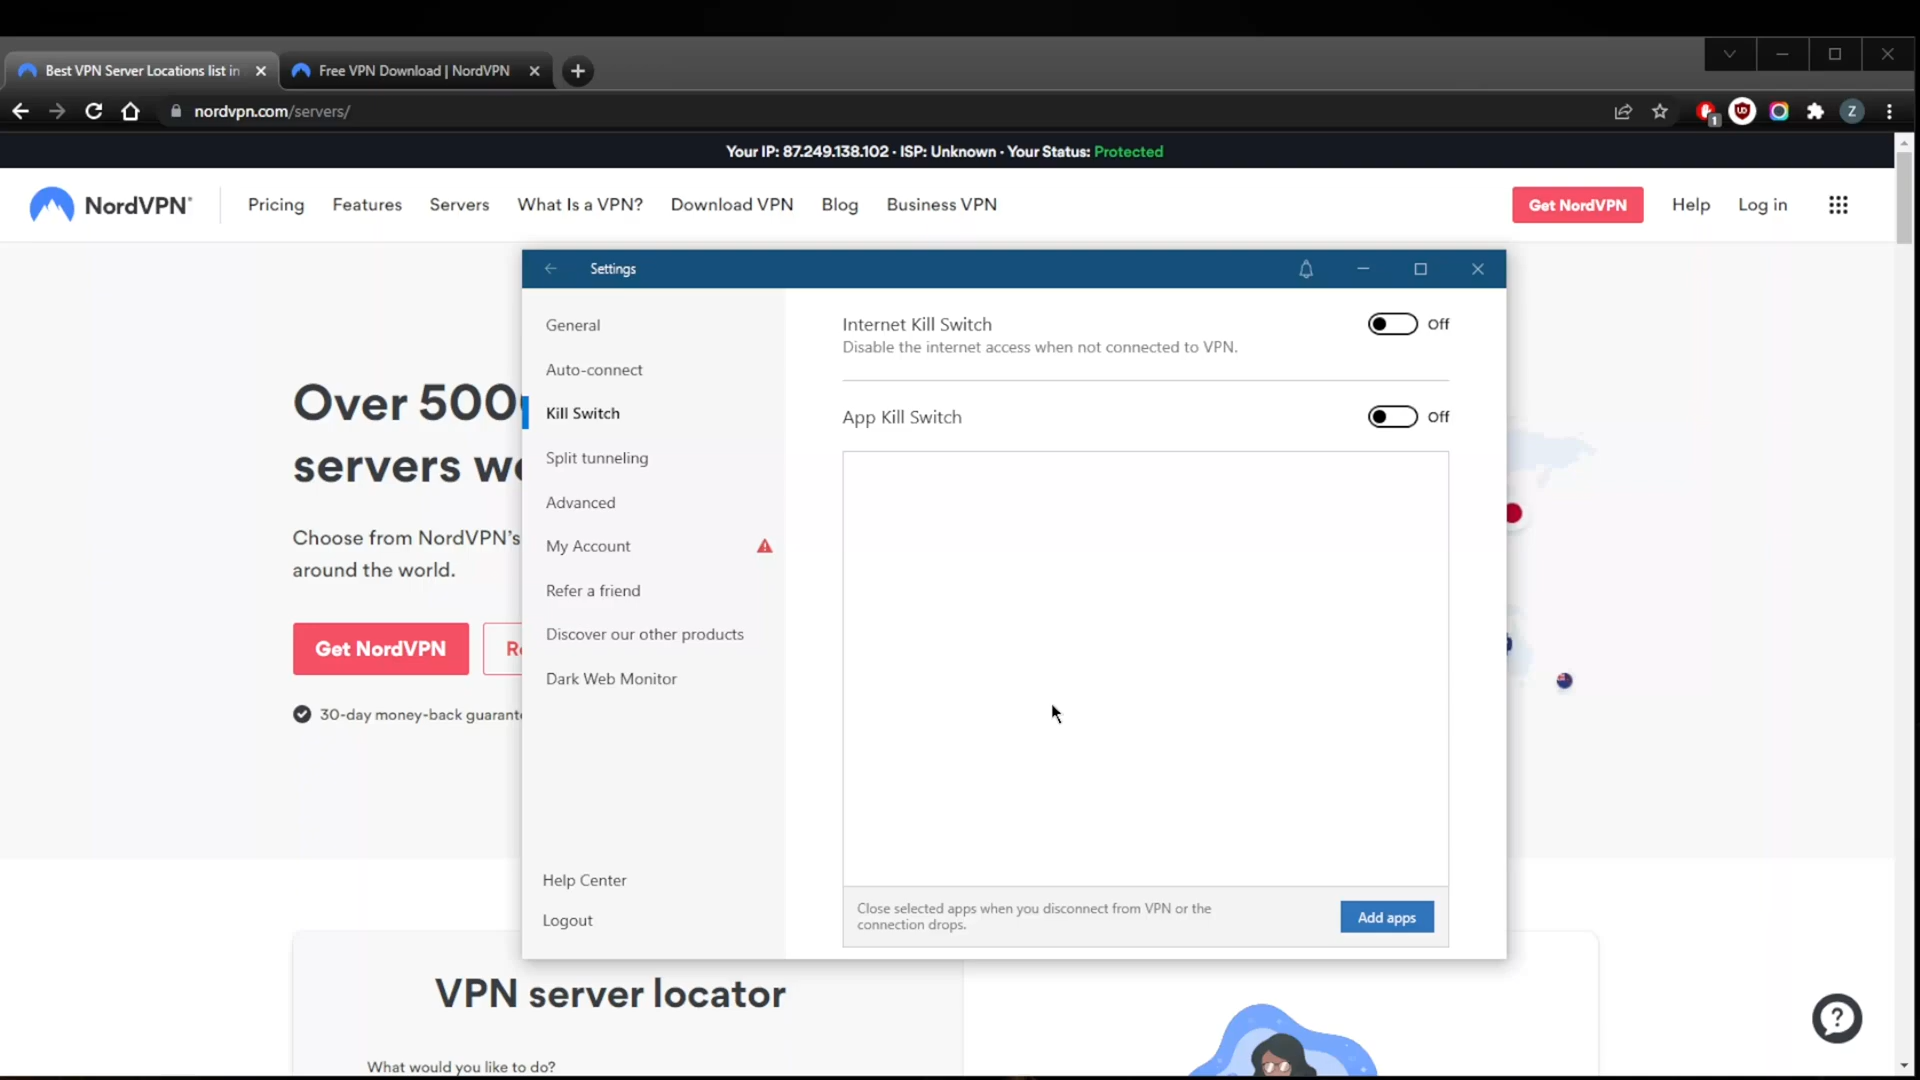 Best VPN Server Locations list in
Free VPN Download | NordVPN
nordvpn.com/servers/
1
Z
Your IP: 87.249.138.102 · ISP: Unknown · Your Status: Protected
NordVPN®
Pricing
Features
Servers
What Is a VPN?
Download VPN
Blog
Business VPN
Get NordVPN
Help
Log in
Over 500
servers w
Choose from NordVPN's
around the world.
Get NordVPN
R
30-day money-back guarant
Settings
General
Auto-connect
Kill Switch
Split tunneling
Advanced
My Account
Refer a friend
Discover our other products
Dark Web Monitor
Help Center
Logout
Internet Kill Switch
Off
Disable the internet access when not connected to VPN.
App Kill Switch
Off
Close selected apps when you disconnect from VPN or the
connection drops.
Add apps
VPN server locator
What would you like to do?